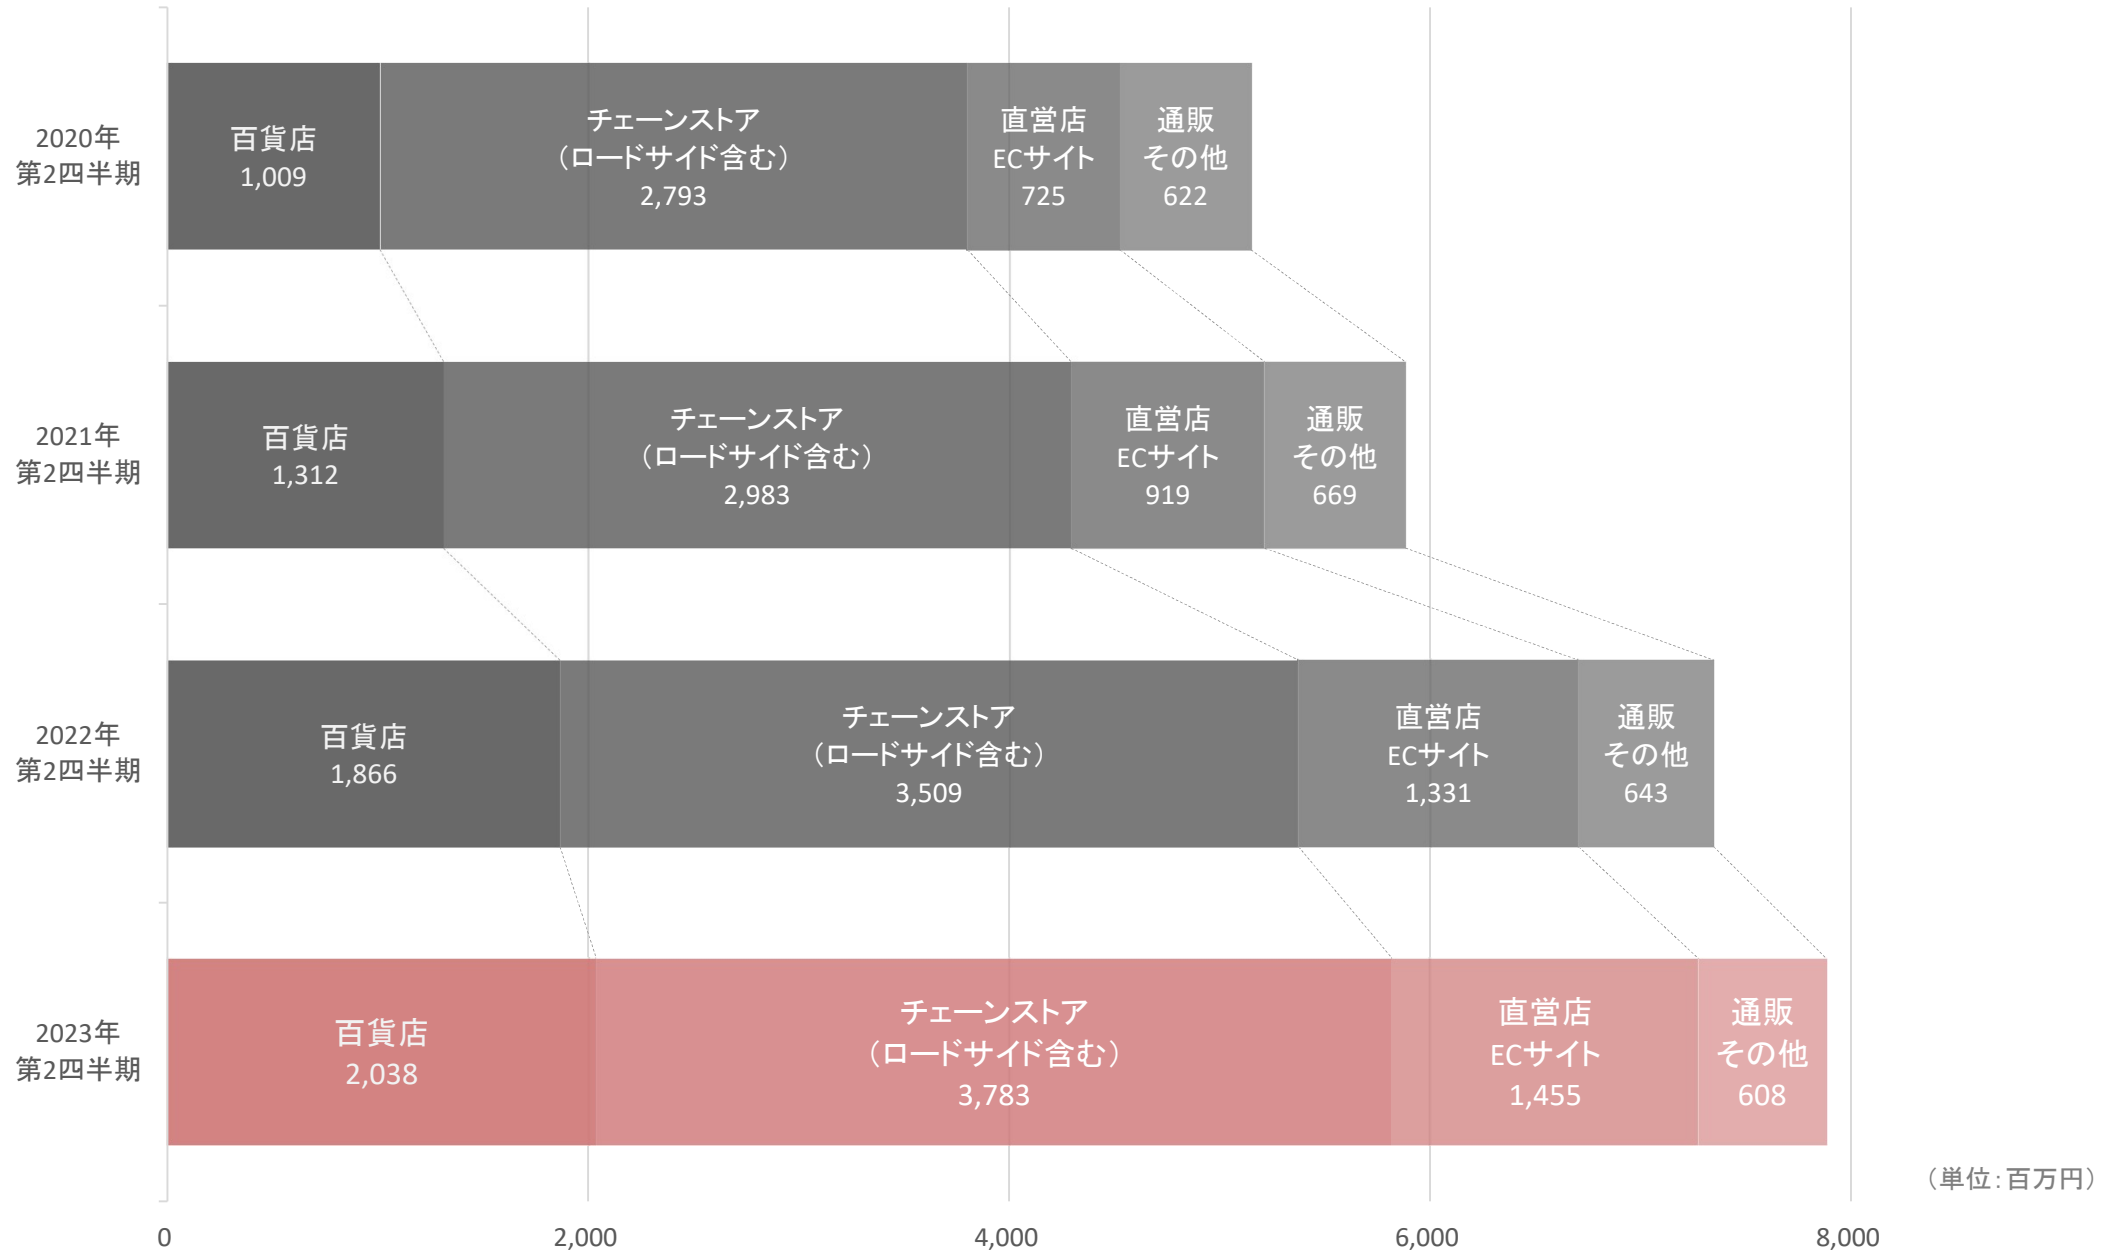 2020年
第2四半期
百貨店
1,009
チェーンストア
（ロードサイド含む）
2,793
直営店
ECサイト
725
通販
その他
622
2021年
第2四半期
百貨店
1,312
チェーンストア
（ロードサイド含む）
2,983
直営店
ECサイト
919
通販
その他
669
2022年
第2四半期
百貨店
1,866
チェーンストア
（ロードサイド含む）
3,509
直営店
ECサイト
1,331
通販
その他
643
2023年
第2四半期
百貨店
2,038
チェーンストア
（ロードサイド含む）
3,783
直営店
ECサイト
1,455
通販
その他
608
（単位：百万円）
0
2,000
4,000
6,000
8,000